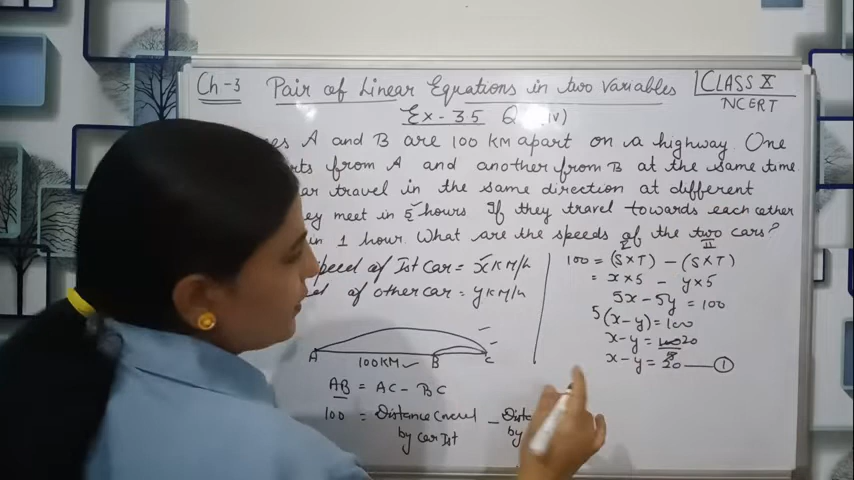 Ch-3 Pair of Linear Equations in two Variables CLASS X
NCERT
Ex-3.5 Q iv)
A and B are 100 KM apart on a highway. One
from A and another from B at the same time
travel in the same direction at different
meet in 5 hours. If they travel towards each other
in 1 hour. What are the speeds of the two cars?
speed of Ist car = x KM/h
of other car = y KM/h
A 100KM B C
AB = AC - BC
100 = Distance
by car Ist
by
I II
100 = (S×T) - (S×T)
= x×5 - y×5
5x-5y = 100
5(x-y) = 100
x-y = 20
x-y = 20 — 1